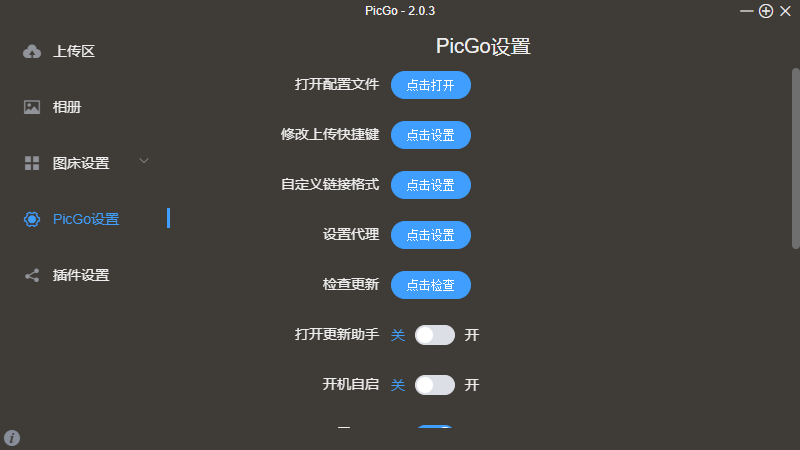 PicGo - 2.0.3
上传区
相册
图床设置
PicGo设置
插件设置
PicGo设置
打开配置文件 点击打开
修改上传快捷键 点击设置
自定义链接格式 点击设置
设置代理 点击设置
检查更新 点击检查
打开更新助手 关 开
开机自启 关 开